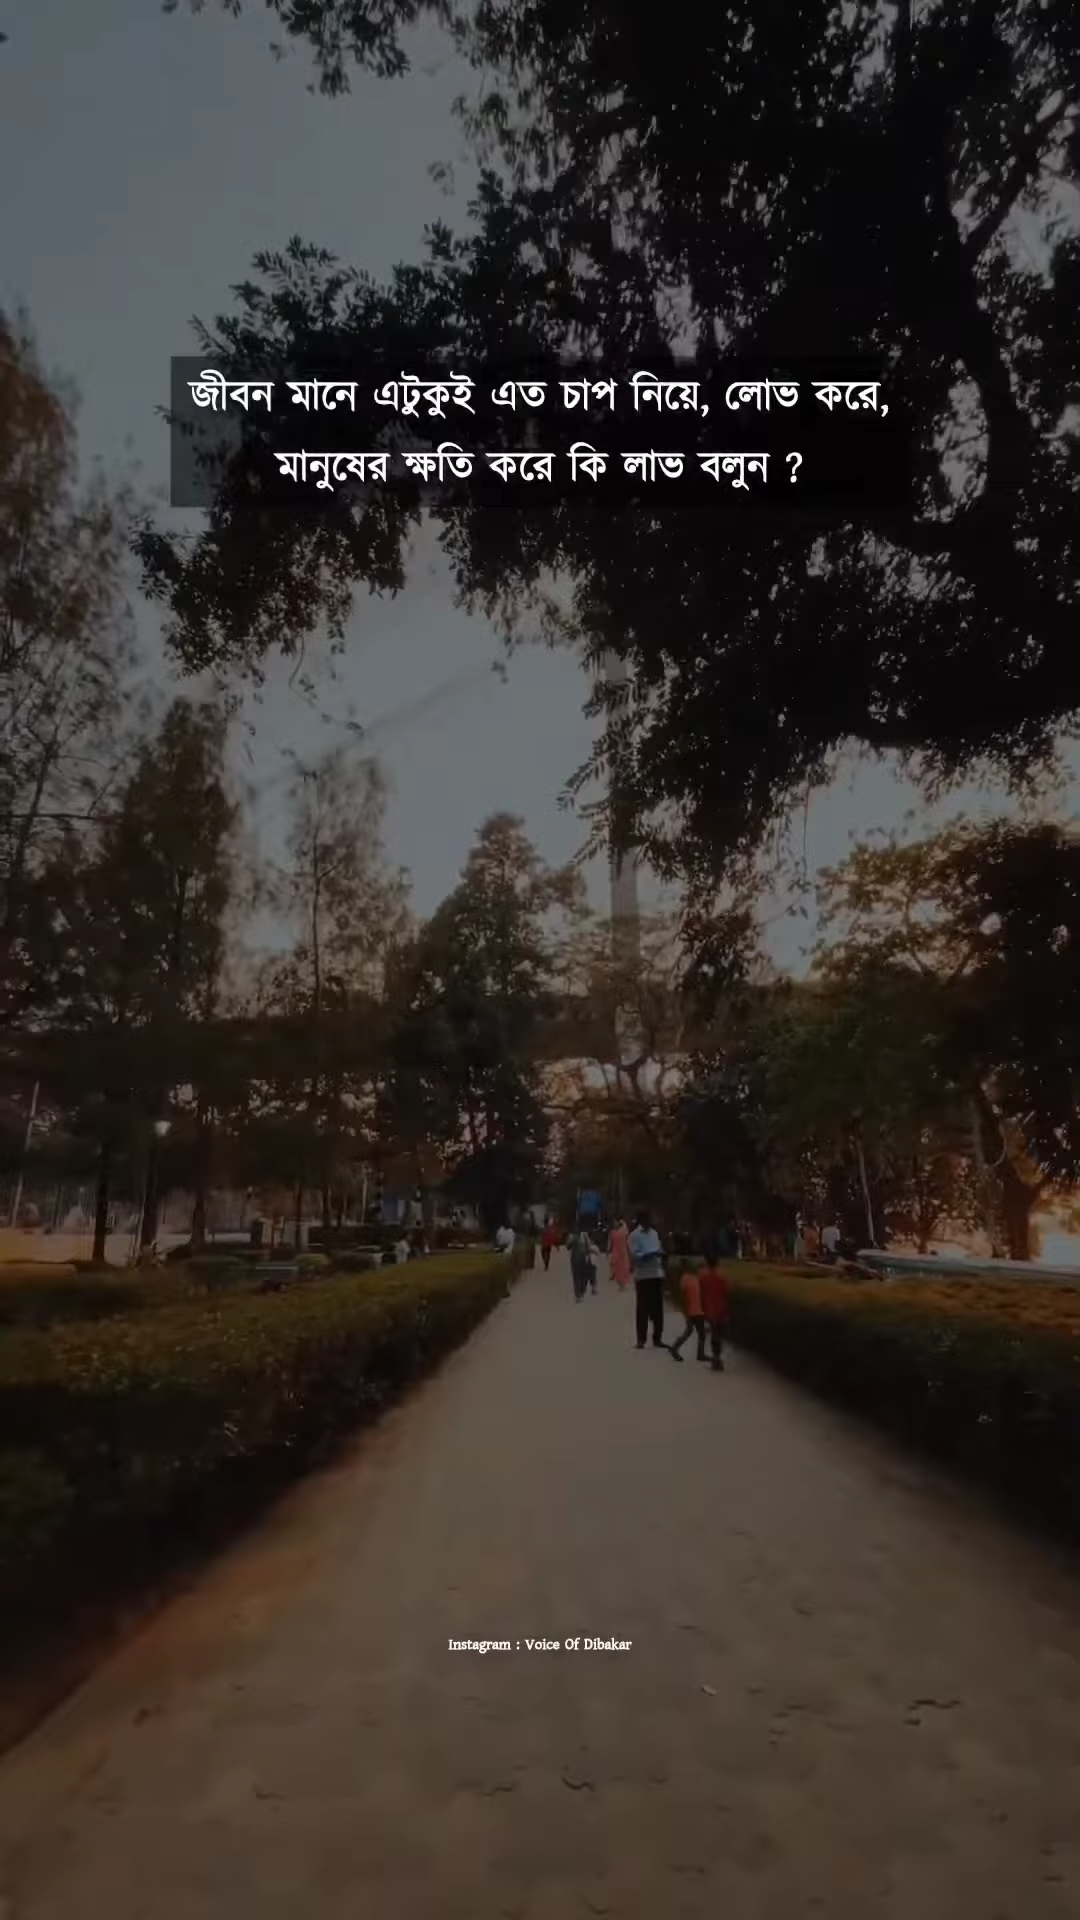 জীবন মানে এটুকুই এত চাপ নিয়ে, লোভ করে,
মানুষের ক্ষতি করে কি লাভ বলুন ?
Instagram : Voice Of Dibakar